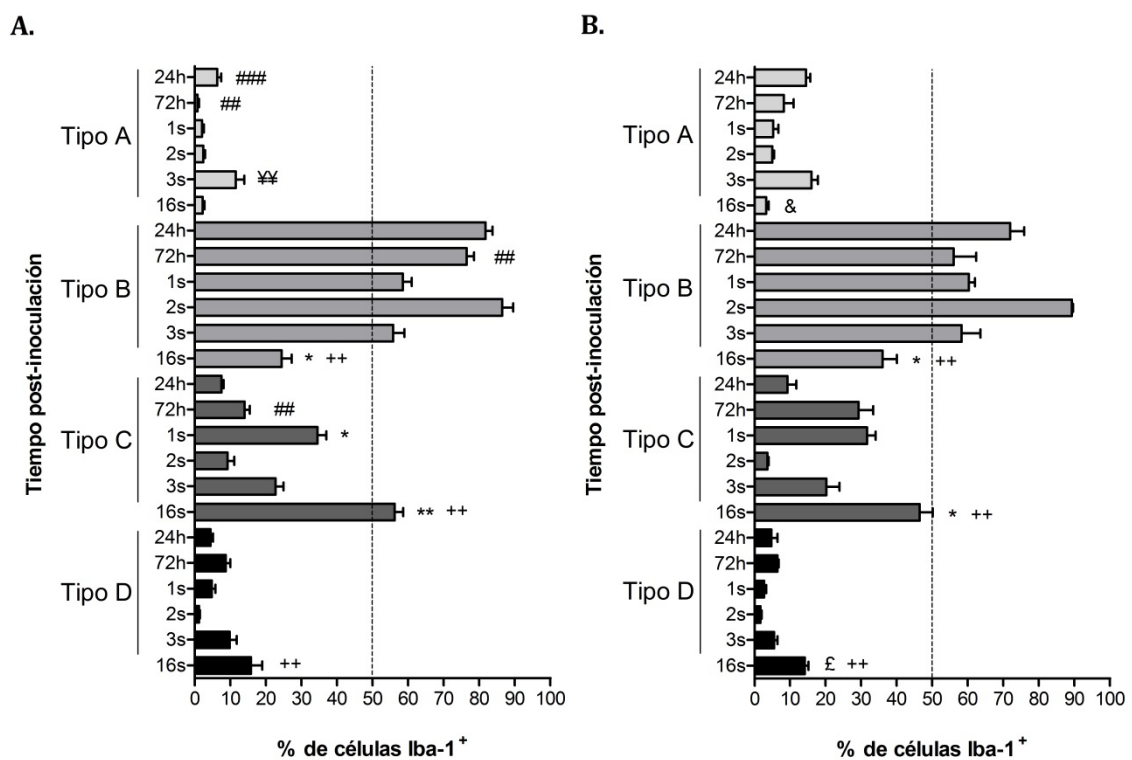 A.
Tiempo post-inoculación
Tipo A
24h ###
72h ##
1s
2s
3s ¥¥
16s
Tipo B
24h
72h ##
1s
2s
3s
16s * ++
Tipo C
24h
72h ##
1s *
2s
3s
16s ** ++
Tipo D
24h
72h
1s
2s
3s
16s ++
0 10 20 30 40 50 60 70 80 90 100
% de células Iba-1+
B.
Tiempo post-inoculación
Tipo A
24h
72h
1s
2s
3s
16s &
Tipo B
24h
72h
1s
2s
3s
16s * ++
Tipo C
24h
72h
1s
2s
3s
16s * ++
Tipo D
24h
72h
1s
2s
3s
16s £ ++
0 10 20 30 40 50 60 70 80 90 100
% de células Iba-1+